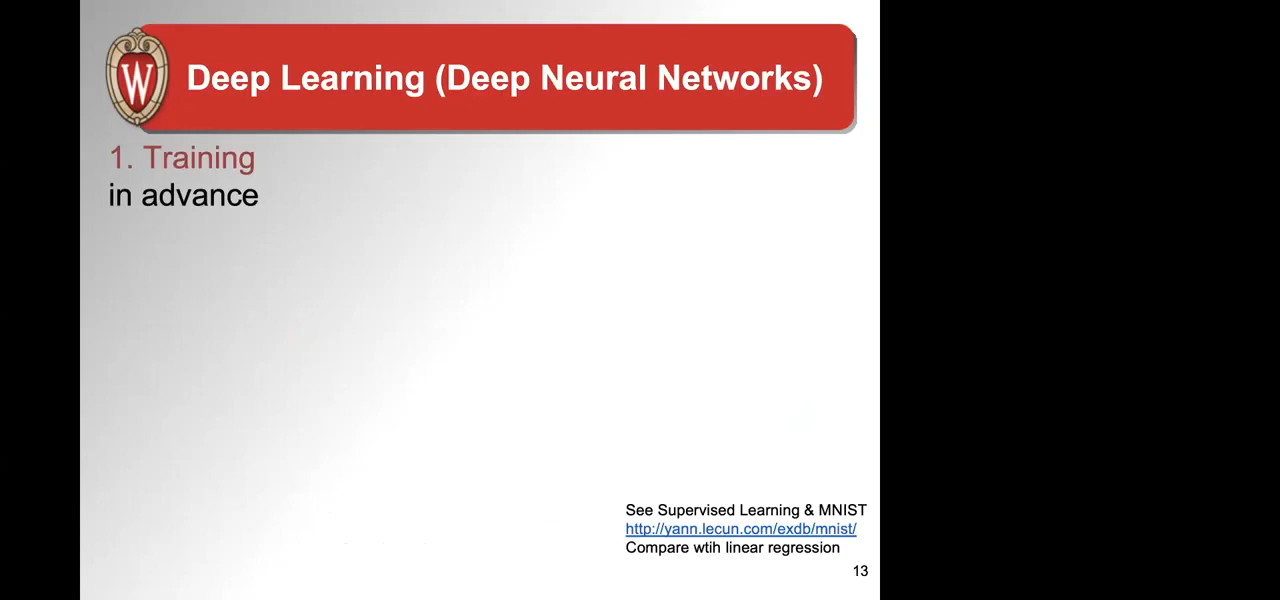 W
Deep Learning (Deep Neural Networks)
1. Training
in advance
See Supervised Learning & MNIST
http://yann.lecun.com/exdb/mnist/
Compare wtih linear regression
13